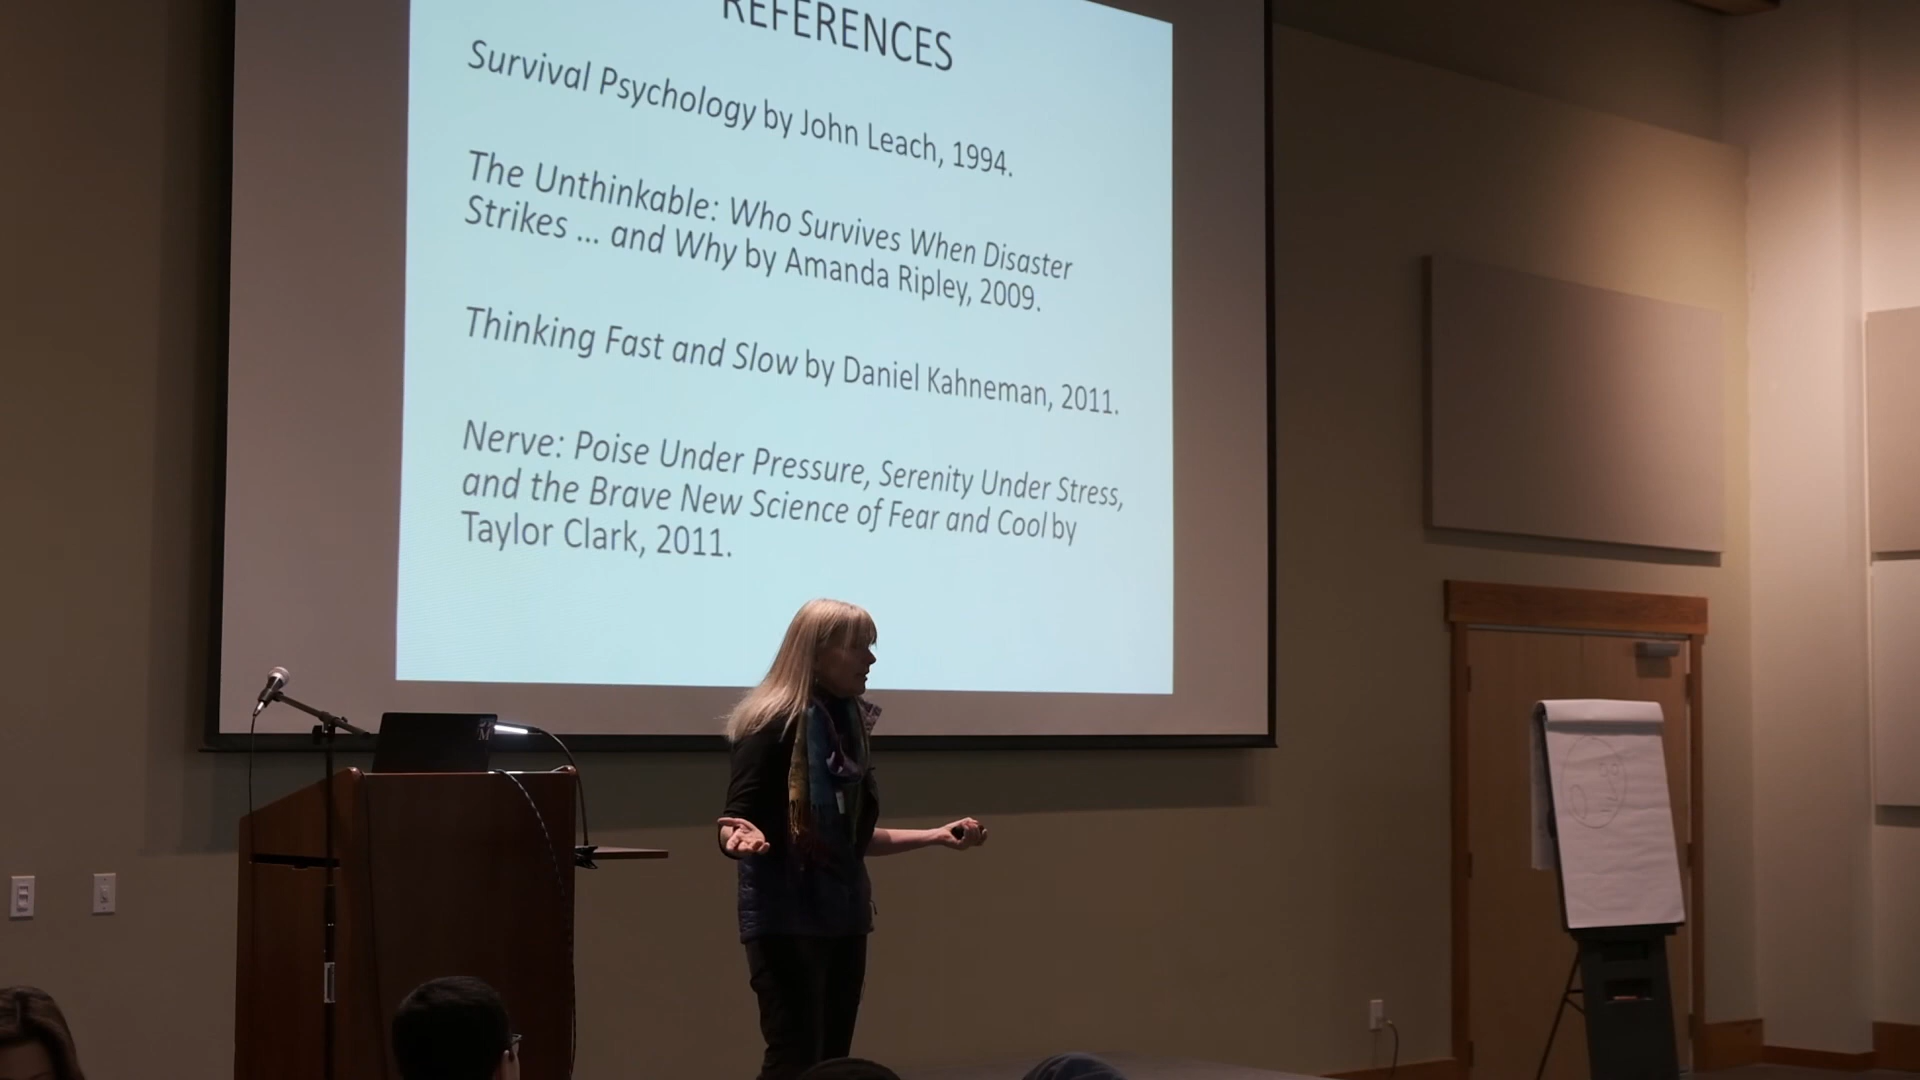 REFERENCES
Survival Psychology by John Leach, 1994.
The Unthinkable: Who Survives When Disaster
Strikes ... and Why by Amanda Ripley, 2009.
Thinking Fast and Slow by Daniel Kahneman, 2011.
Nerve: Poise Under Pressure, Serenity Under Stress,
and the Brave New Science of Fear and Cool by
Taylor Clark, 2011.